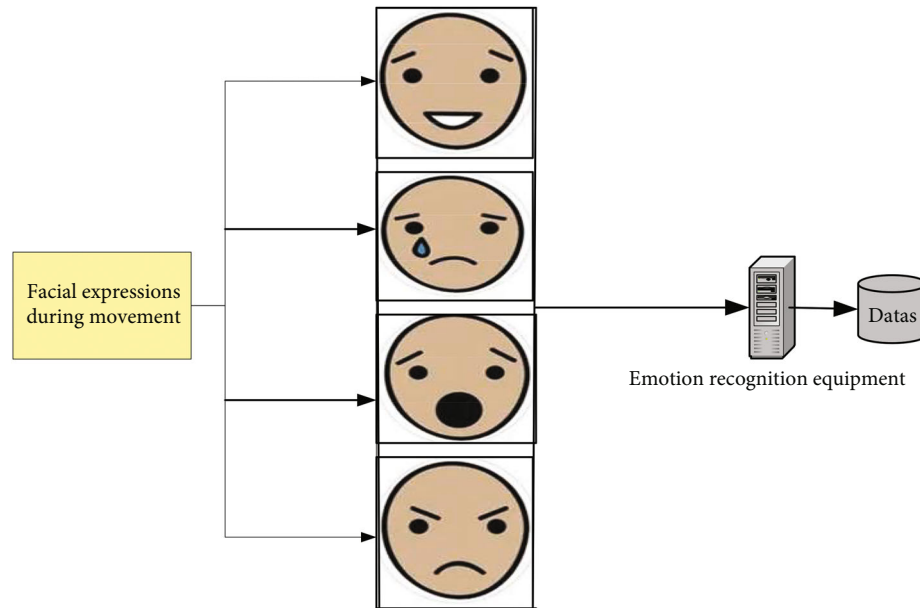 Facial expressions
during movement
Datas
Emotion recognition equipment